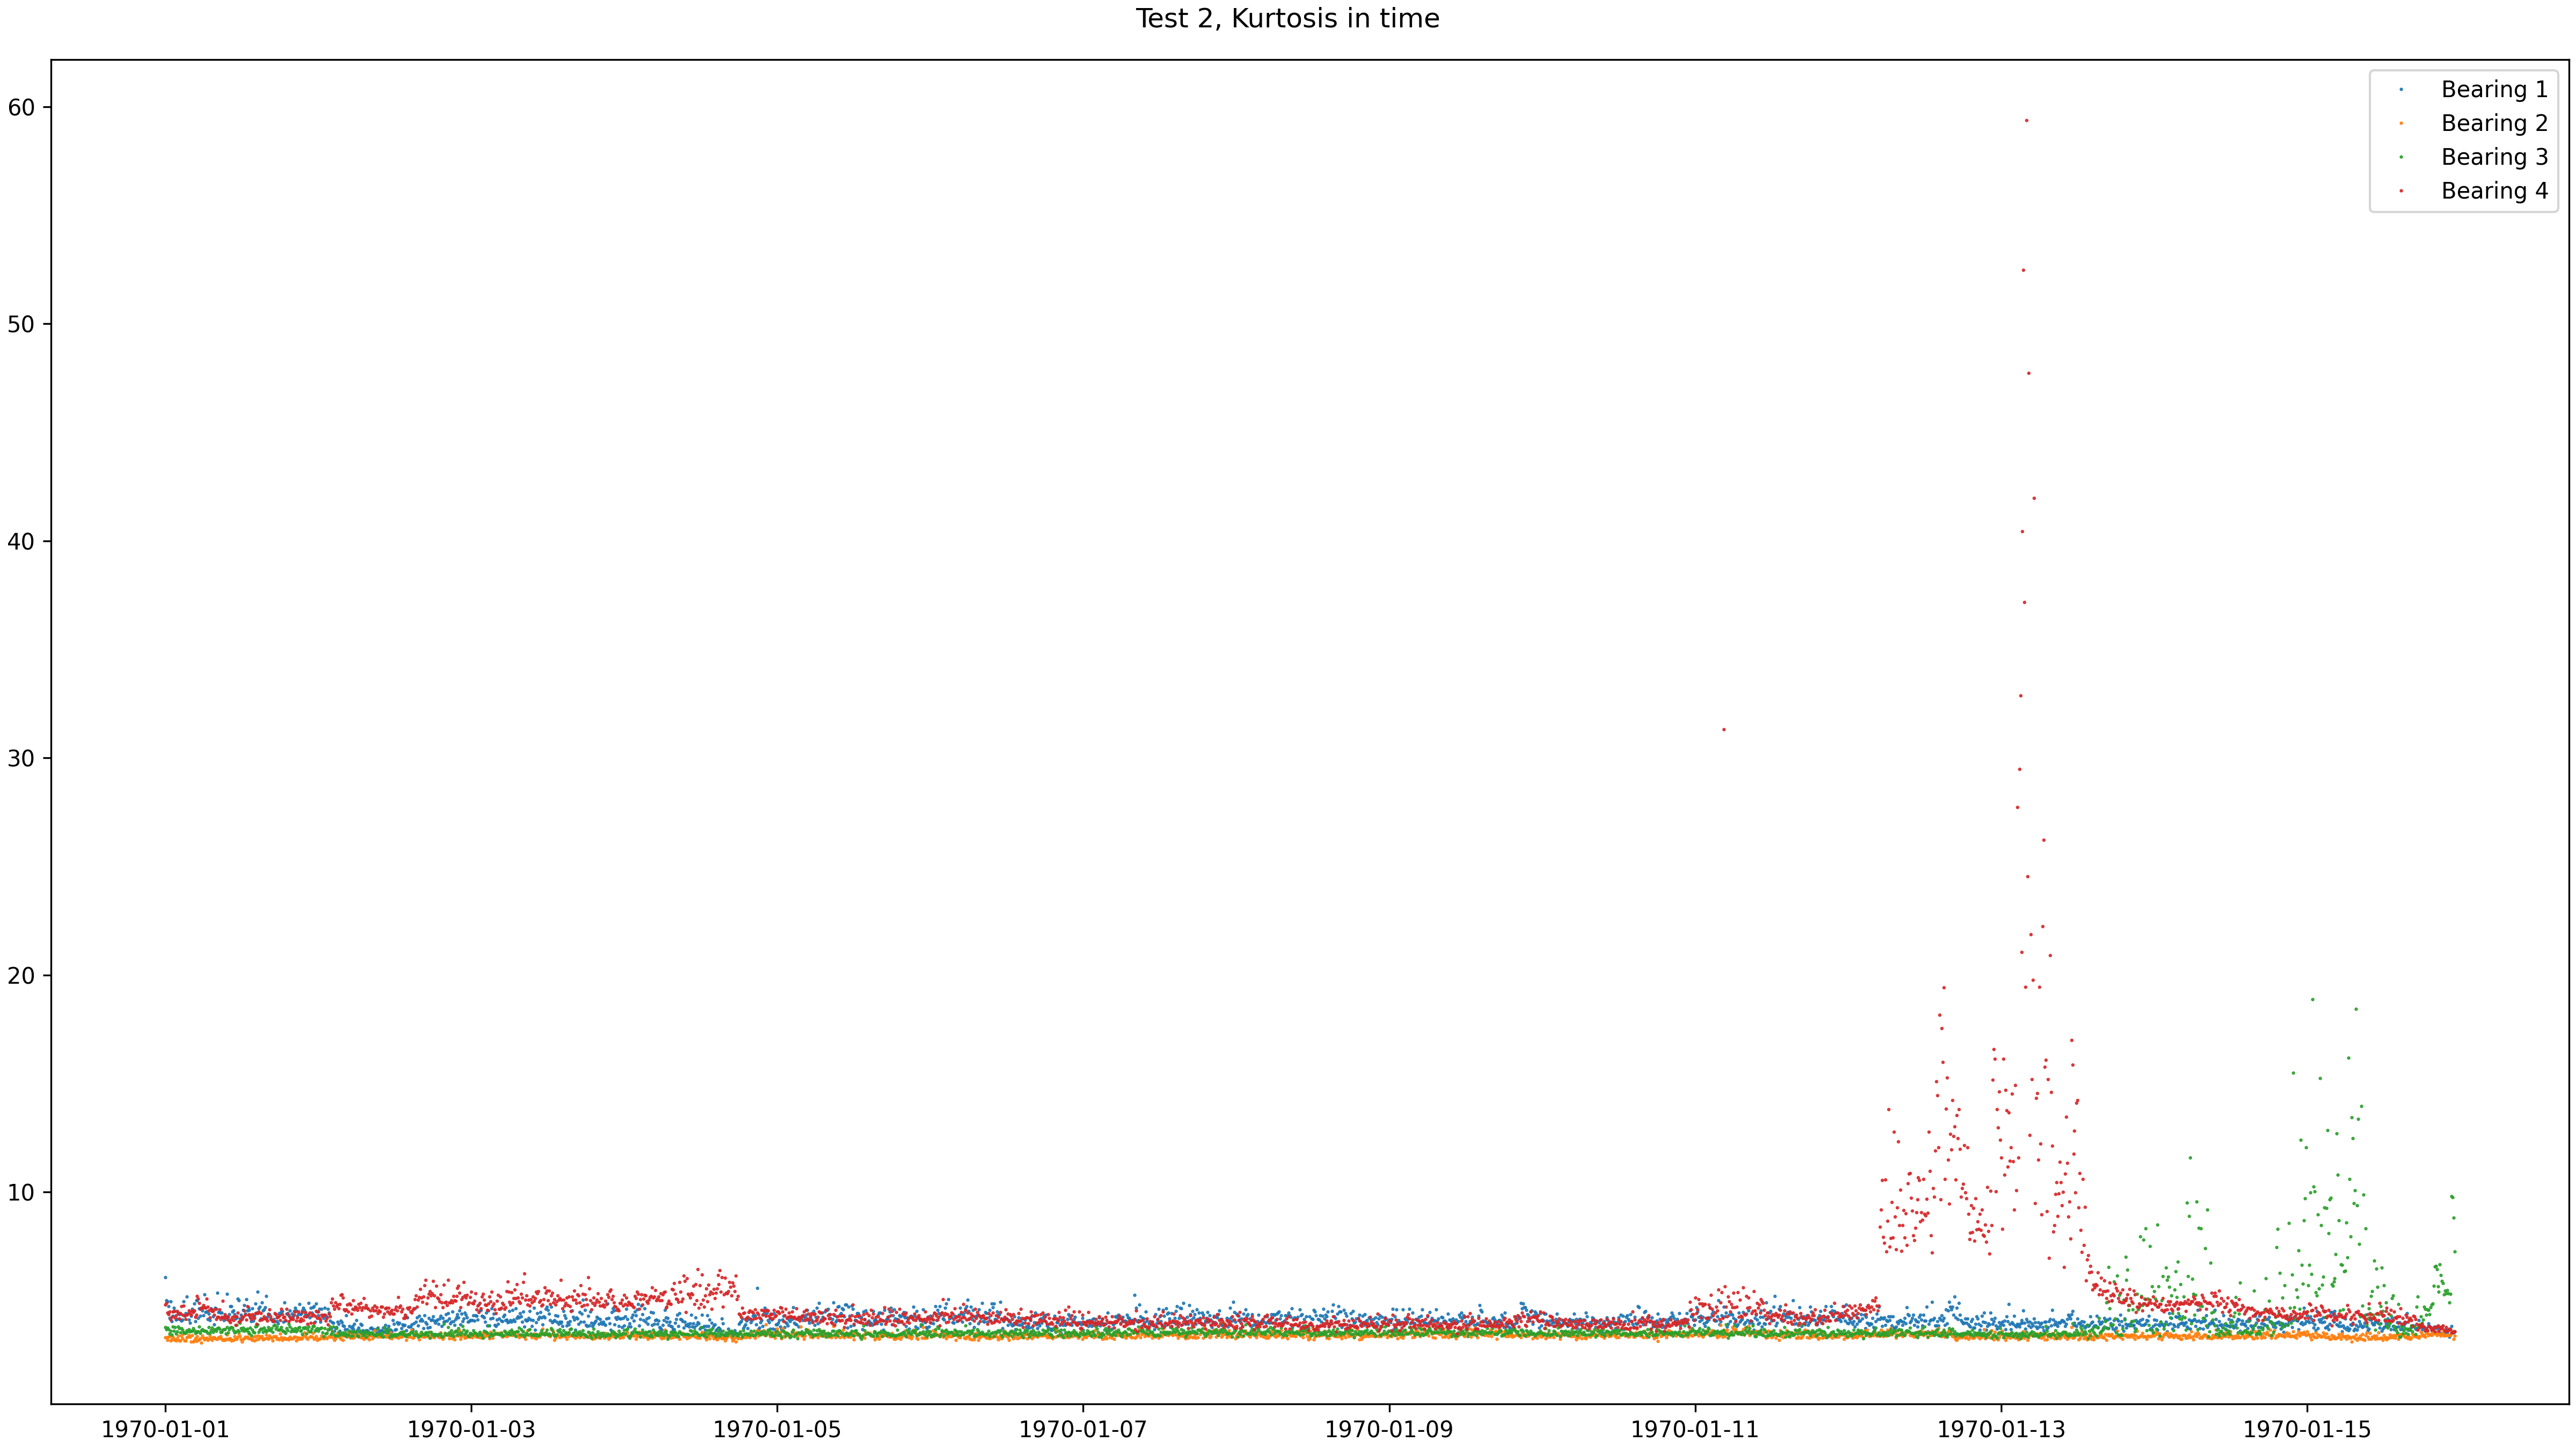 Test 2, Kurtosis in time
60
50
40
30
20
10
Bearing 1
Bearing 2
Bearing 3
Bearing 4
1970-01-01 1970-01-03 1970-01-05 1970-01-07 1970-01-09 1970-01-11 1970-01-13 1970-01-15